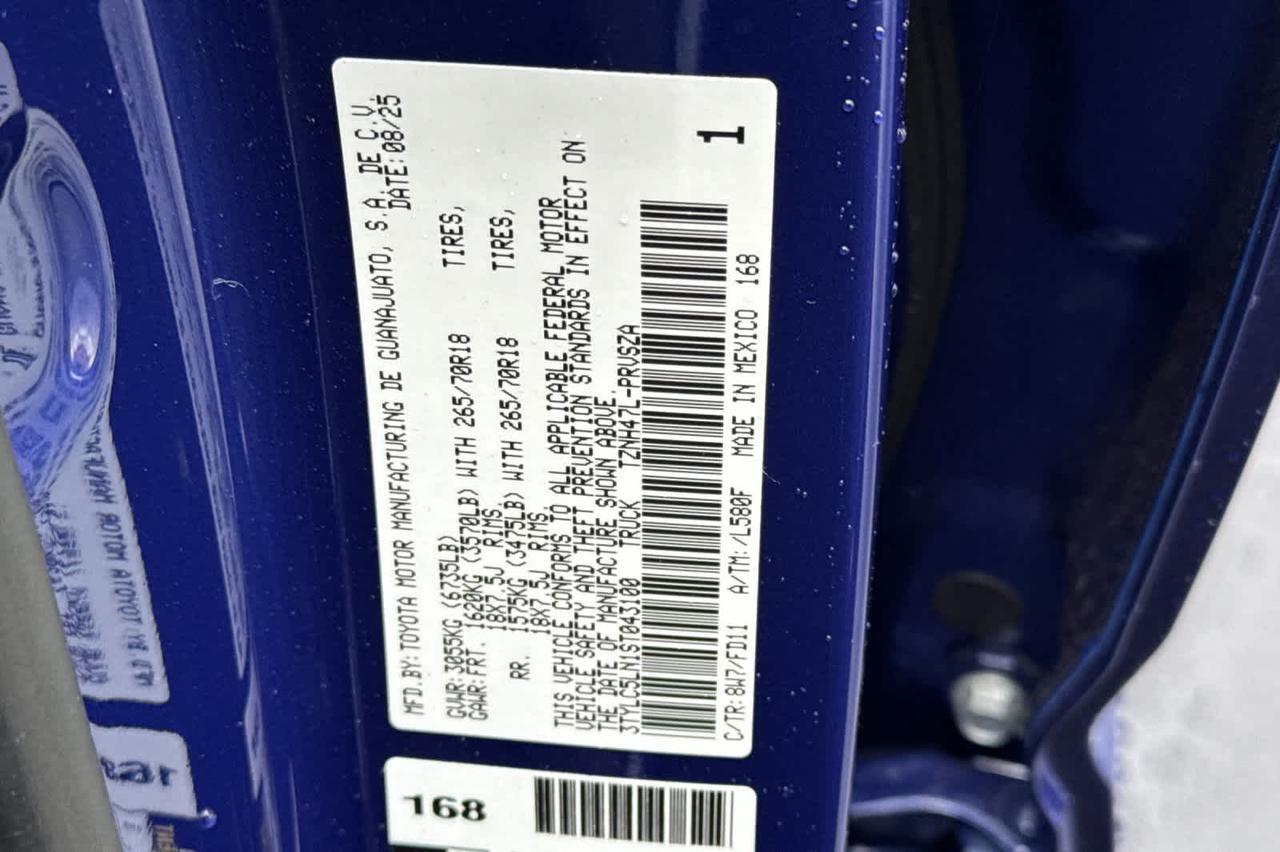 MFD.BY:TOYOTA MOTOR MANUFACTURING DE GUANAJUATO, S.A. DE C.V.
DATE:08/25
GVWR:3055KG (6735LB)
GAWR:FRT. 1620KG (3570LB) WITH 265/70R18 TIRES,
18X7.5J RIMS,
RR. 1575KG (3475LB) WITH 265/70R18 TIRES,
18X7.5J RIMS.
THIS VEHICLE CONFORMS TO ALL APPLICABLE FEDERAL MOTOR
VEHICLE SAFETY AND THEFT PREVENTION STANDARDS IN EFFECT ON
THE DATE OF MANUFACTURE SHOWN ABOVE.
3TYLC5LN1ST043100 TRUCK TZNH47L-PRVSZA
1
C/TR:8W7/FD11 A/TM:/L580F MADE IN MEXICO 168
168